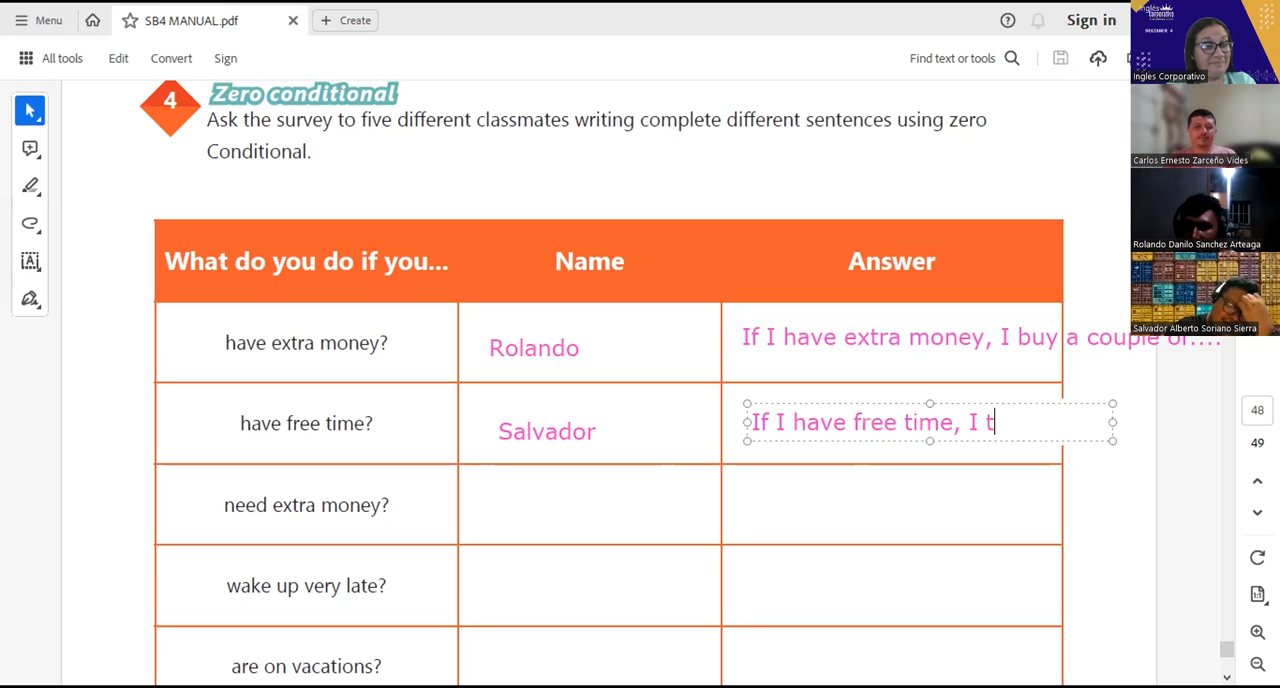 Menu
SB4 MANUAL.pdf
Create
Sign in
All tools
Edit
Convert
Sign
Find text or tools
Inglés
Corporativo
BEGINNER 4
Ingles Corporativo
Carlos Ernesto Zarceño Vides
Rolando Danilo Sanchez Arteaga
Salvador Alberto Soriano Sierra
4
Zero conditional
Ask the survey to five different classmates writing complete different sentences using zero
Conditional.
What do you do if you...
Name
Answer
have extra money?
Rolando
If I have extra money, I buy a couple of....
have free time?
Salvador
If I have free time, I t
need extra money?
wake up very late?
are on vacations?
48
49